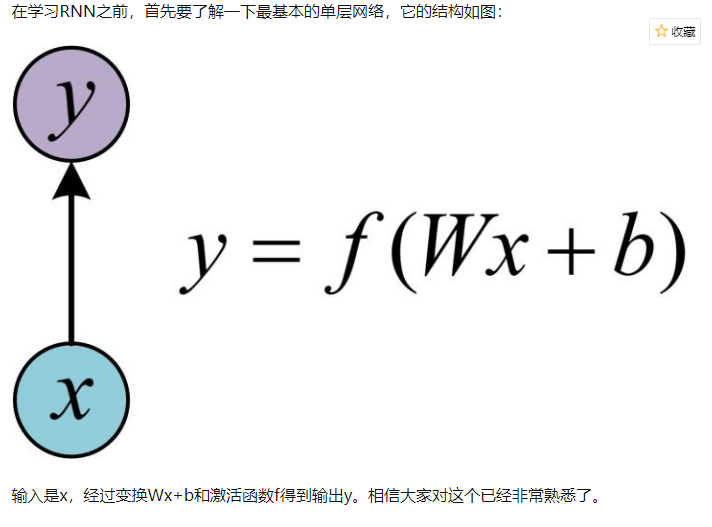 在学习RNN之前，首先要了解一下最基本的单层网络，它的结构如图：
收藏
y
y = f(Wx+b)
x
输入是x，经过变换Wx+b和激活函数f得到输出y。相信大家对这个已经非常熟悉了。